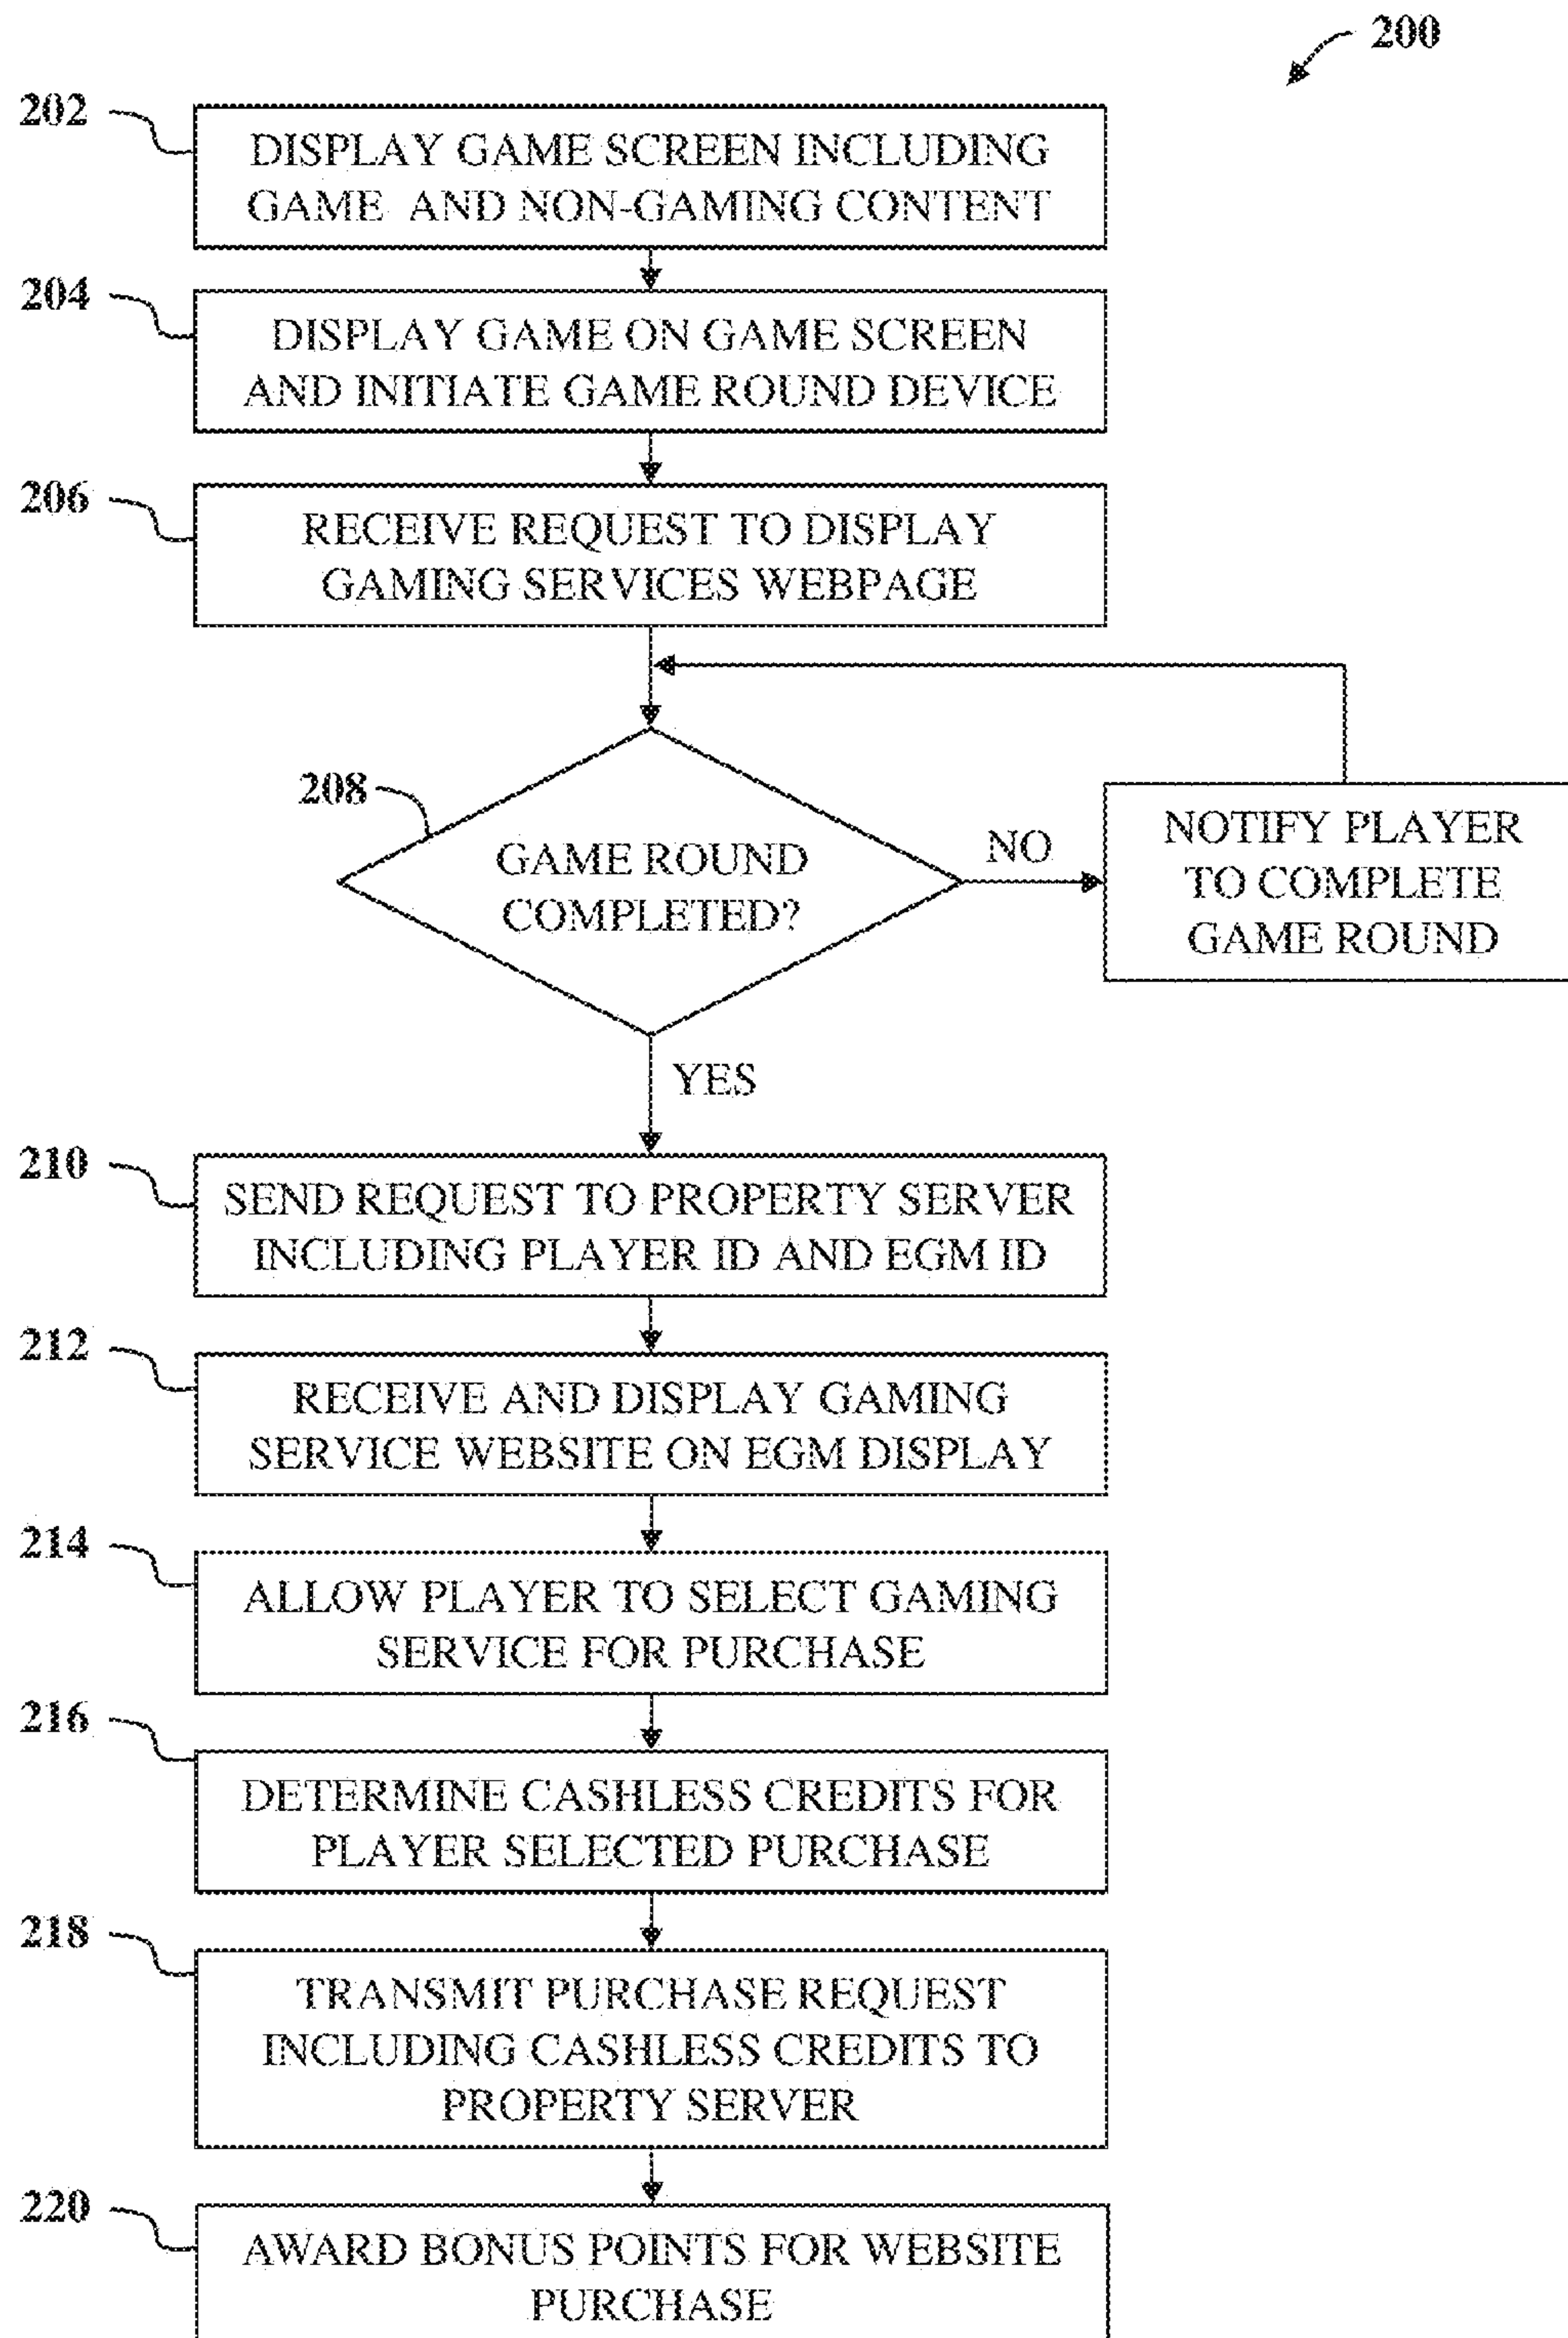 200
202
DISPLAY GAME SCREEN INCLUDING
GAME AND NON-GAMING CONTENT
204
DISPLAY GAME ON GAME SCREEN
AND INITIATE GAME ROUND DEVICE
206
RECEIVE REQUEST TO DISPLAY
GAMING SERVICES WEBPAGE
208
GAME ROUND
COMPLETED?
NO
NOTIFY PLAYER
TO COMPLETE
GAME ROUND
YES
210
SEND REQUEST TO PROPERTY SERVER
INCLUDING PLAYER ID AND EGM ID
212
RECEIVE AND DISPLAY GAMING
SERVICE WEBSITE ON EGM DISPLAY
214
ALLOW PLAYER TO SELECT GAMING
SERVICE FOR PURCHASE
216
DETERMINE CASHLESS CREDITS FOR
PLAYER SELECTED PURCHASE
218
TRANSMIT PURCHASE REQUEST
INCLUDING CASHLESS CREDITS TO
PROPERTY SERVER
220
AWARD BONUS POINTS FOR WEBSITE
PURCHASE